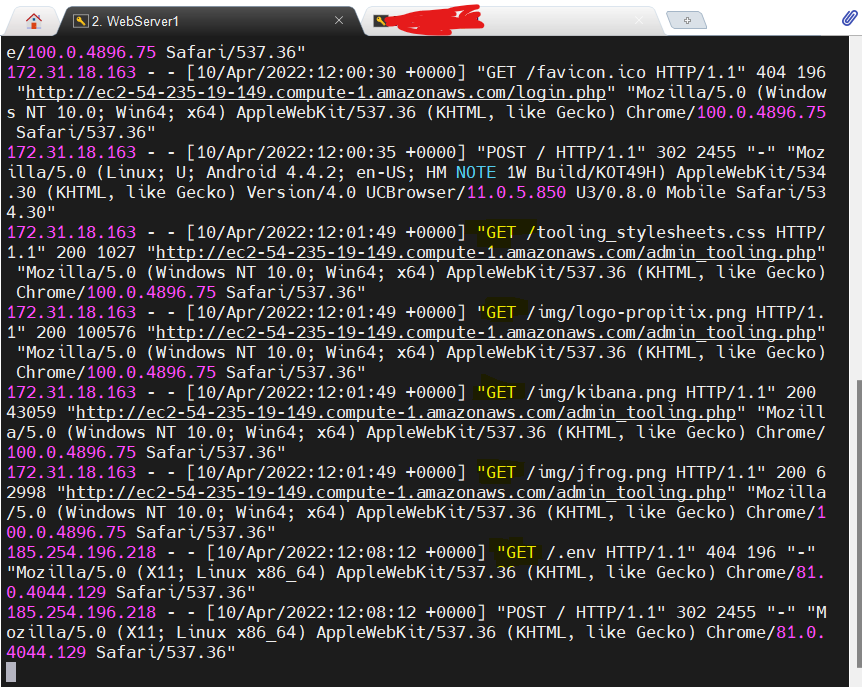 2. WebServer1
e/100.0.4896.75 Safari/537.36"
172.31.18.163 - - [10/Apr/2022:12:00:30 +0000] "GET /favicon.ico HTTP/1.1" 404 196
"http://ec2-54-235-19-149.compute-1.amazonaws.com/login.php" "Mozilla/5.0 (Window
s NT 10.0; Win64; x64) AppleWebKit/537.36 (KHTML, like Gecko) Chrome/100.0.4896.75
Safari/537.36"
172.31.18.163 - - [10/Apr/2022:12:00:35 +0000] "POST / HTTP/1.1" 302 2455 "-" "Moz
illa/5.0 (Linux; U; Android 4.4.2; en-US; HM NOTE 1W Build/KOT49H) AppleWebKit/534
.30 (KHTML, like Gecko) Version/4.0 UCBrowser/11.0.5.850 U3/0.8.0 Mobile Safari/53
4.30"
172.31.18.163 - - [10/Apr/2022:12:01:49 +0000] "GET /tooling_stylesheets.css HTTP/
1.1" 200 1027 "http://ec2-54-235-19-149.compute-1.amazonaws.com/admin_tooling.php"
"Mozilla/5.0 (Windows NT 10.0; Win64; x64) AppleWebKit/537.36 (KHTML, like Gecko)
Chrome/100.0.4896.75 Safari/537.36"
172.31.18.163 - - [10/Apr/2022:12:01:49 +0000] "GET /img/logo-propitix.png HTTP/1.
1" 200 100576 "http://ec2-54-235-19-149.compute-1.amazonaws.com/admin_tooling.php"
"Mozilla/5.0 (Windows NT 10.0; Win64; x64) AppleWebKit/537.36 (KHTML, like Gecko)
Chrome/100.0.4896.75 Safari/537.36"
172.31.18.163 - - [10/Apr/2022:12:01:49 +0000] "GET /img/kibana.png HTTP/1.1" 200
43059 "http://ec2-54-235-19-149.compute-1.amazonaws.com/admin_tooling.php" "Mozill
a/5.0 (Windows NT 10.0; Win64; x64) AppleWebKit/537.36 (KHTML, like Gecko) Chrome/
100.0.4896.75 Safari/537.36"
172.31.18.163 - - [10/Apr/2022:12:01:49 +0000] "GET /img/jfrog.png HTTP/1.1" 200 6
2998 "http://ec2-54-235-19-149.compute-1.amazonaws.com/admin_tooling.php" "Mozilla
/5.0 (Windows NT 10.0; Win64; x64) AppleWebKit/537.36 (KHTML, like Gecko) Chrome/1
00.0.4896.75 Safari/537.36"
185.254.196.218 - - [10/Apr/2022:12:08:12 +0000] "GET /.env HTTP/1.1" 404 196 "-"
"Mozilla/5.0 (X11; Linux x86_64) AppleWebKit/537.36 (KHTML, like Gecko) Chrome/81.
0.4044.129 Safari/537.36"
185.254.196.218 - - [10/Apr/2022:12:08:12 +0000] "POST / HTTP/1.1" 302 2455 "-" "M
ozilla/5.0 (X11; Linux x86_64) AppleWebKit/537.36 (KHTML, like Gecko) Chrome/81.0.
4044.129 Safari/537.36"